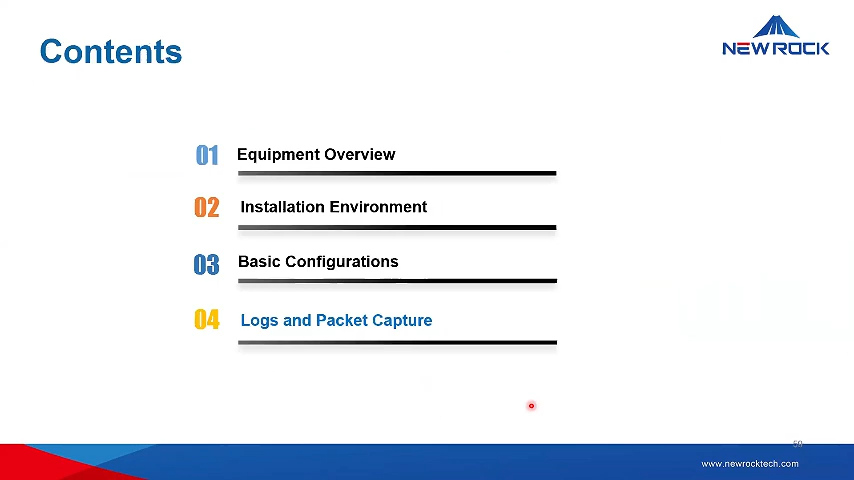 Contents
NEWROCK
01 Equipment Overview
02 Installation Environment
03 Basic Configurations
04 Logs and Packet Capture
www.newrocktech.com